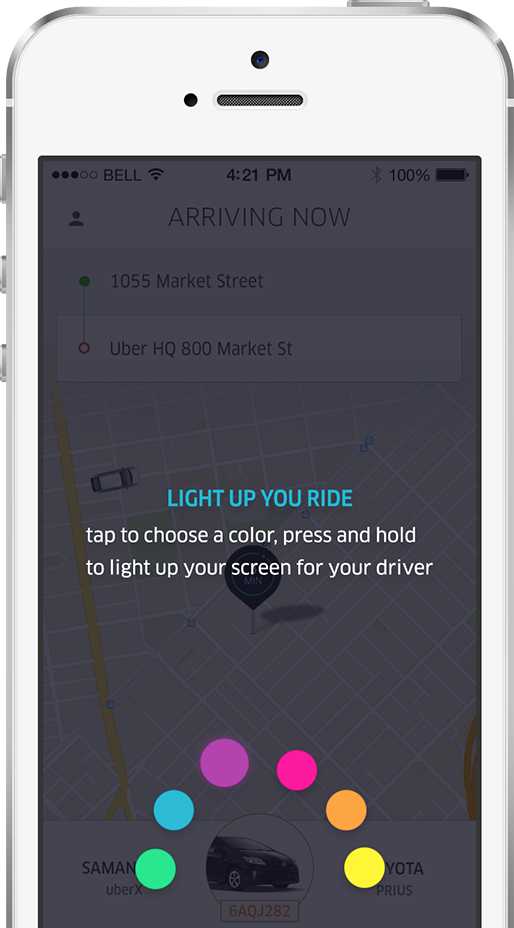 BELL 4:21 PM 100%
ARRIVING NOW
1055 Market Street
Uber HQ 800 Market St
LIGHT UP YOU RIDE
tap to choose a color, press and hold
to light up your screen for your driver
MIN
SAMAN YOTA
uberX PRIUS
6AQJ282